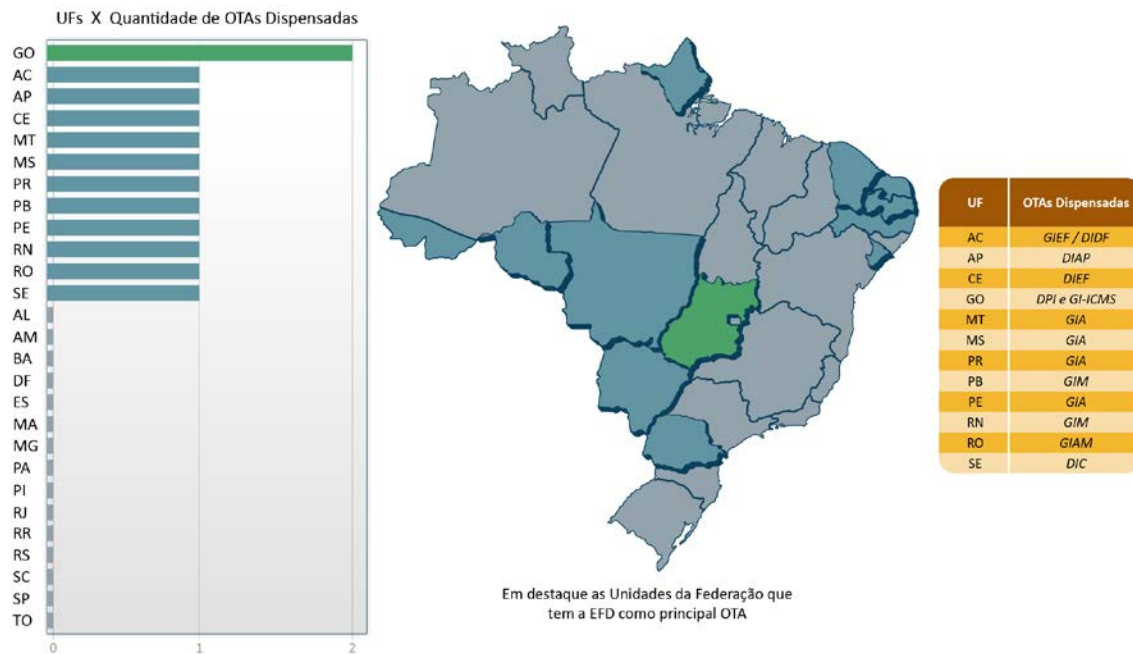 UFs X Quantidade de OTAs Dispensadas
GO
AC
AP
CE
MT
MS
PR
PB
PE
RN
RO
SE
AL
AM
BA
DF
ES
MA
MG
PA
PI
RJ
RR
RS
SC
SP
TO
0 1 2
Em destaque as Unidades da Federação que
tem a EFD como principal OTA
UF OTAs Dispensadas
AC GIEF / DIDF
AP DIAP
CE DIEF
GO DPI e GI-ICMS
MT GIA
MS GIA
PR GIA
PB GIM
PE GIA
RN GIM
RO GIAM
SE DIC